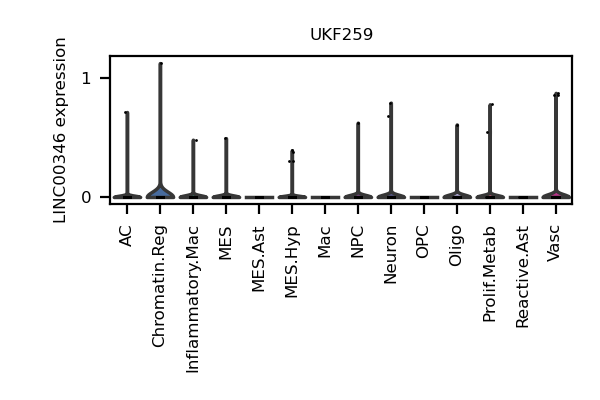 UKF259
LINC00346 expression
1
0
AC
Chromatin.Reg
Inflammatory.Mac
MES
MES.Ast
MES.Hyp
Mac
NPC
Neuron
OPC
Oligo
Prolif.Metab
Reactive.Ast
Vasc